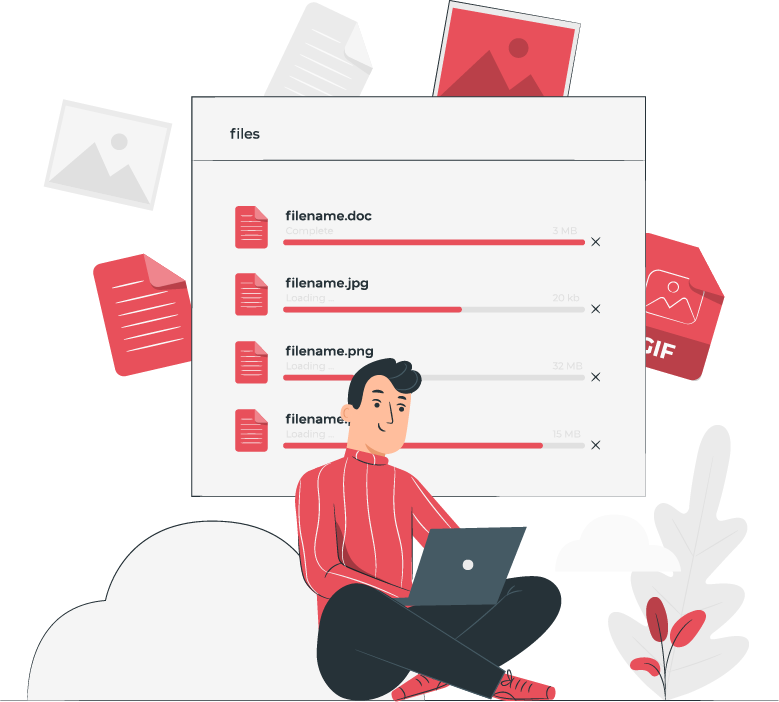 files
filename.doc
Complete 3 MB
filename.jpg
Loading ... 20 kb
filename.png
Loading ... 32 MB
filename.
Loading ... 15 MB
GIF